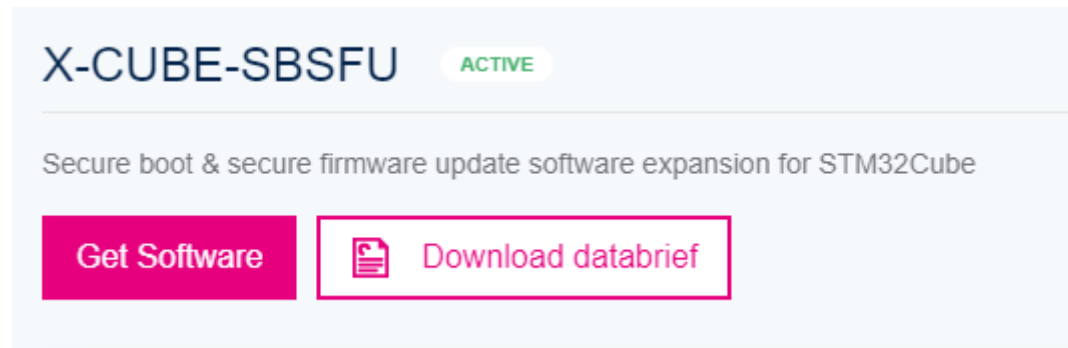 X-CUBE-SBSFU ACTIVE
Secure boot & secure firmware update software expansion for STM32Cube
Get Software Download databrief